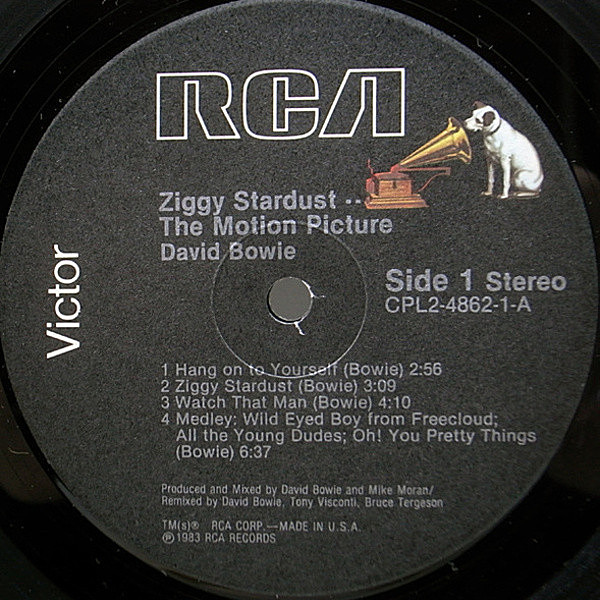 RCA
Ziggy Stardust ··
The Motion Picture
David Bowie
Victor
Side 1 Stereo
CPL2-4862-1-A
1 Hang on to Yourself (Bowie) 2:56
2 Ziggy Stardust (Bowie) 3:09
3 Watch That Man (Bowie) 4:10
4 Medley: Wild Eyed Boy from Freecloud;
All the Young Dudes; Oh! You Pretty Things
(Bowie) 6:37
Produced and Mixed by David Bowie and Mike Moran/
Remixed by David Bowie, Tony Visconti, Bruce Tergeson
TM(s)® RCA CORP.—MADE IN U.S.A.
℗1983 RCA RECORDS